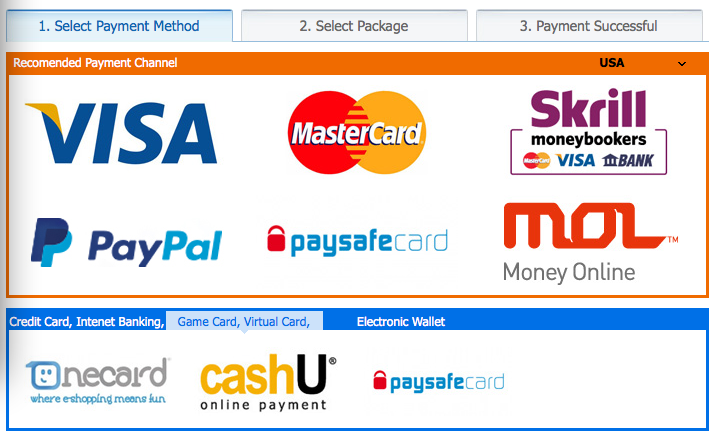 1. Select Payment Method
2. Select Package
3. Payment Successful
Recomended Payment Channel
USA
VISA
MasterCard
Skrill
moneybookers
MasterCard VISA BANK
PayPal
paysafecard
MOL™
Money Online
Credit Card, Intenet Banking,
Game Card, Virtual Card,
Electronic Wallet
Onecard®
where e-shopping means fun
cashU®
online payment
paysafecard